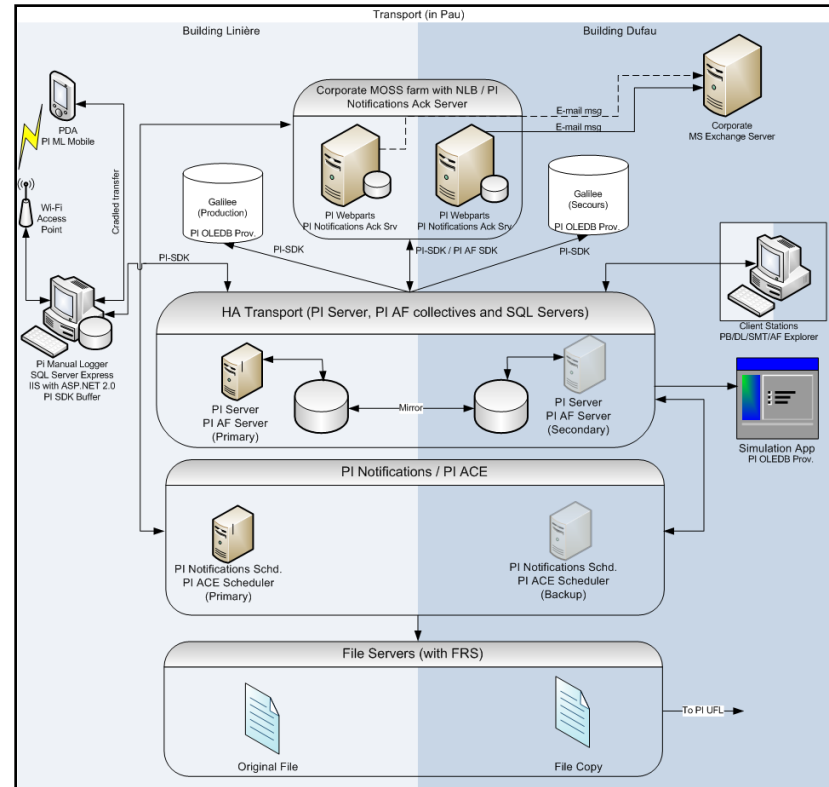 Transport (in Pau)
Building Linière
Building Dufau
Corporate MOSS farm with NLB / PI
Notifications Ack Server
E-mail msg
E-mail msg
Corporate
MS Exchange Server
PDA
PI ML Mobile
Cradled transfer
Wi-Fi
Access
Point
Galilee
(Production)
PI OLEDB Prov.
PI Webparts
PI Notifications Ack Srv
PI Webparts
PI Notifications Ack Srv
Galilee
(Secours)
PI OLEDB Prov.
PI-SDK
PI-SDK
PI-SDK / PI AF SDK
PI-SDK
Pi Manual Logger
SQL Server Express
IIS with ASP.NET 2.0
PI SDK Buffer
Client Stations
PB/DL/SMT/AF Explorer
HA Transport (PI Server, PI AF collectives and SQL Servers)
PI Server
PI AF Server
(Primary)
Mirror
PI Server
PI AF Server
(Secondary)
Simulation App
PI OLEDB Prov.
PI Notifications / PI ACE
PI Notifications Schd.
PI ACE Scheduler
(Primary)
PI Notifications Schd.
PI ACE Scheduler
(Backup)
File Servers (with FRS)
Original File
File Copy
To PI UFL